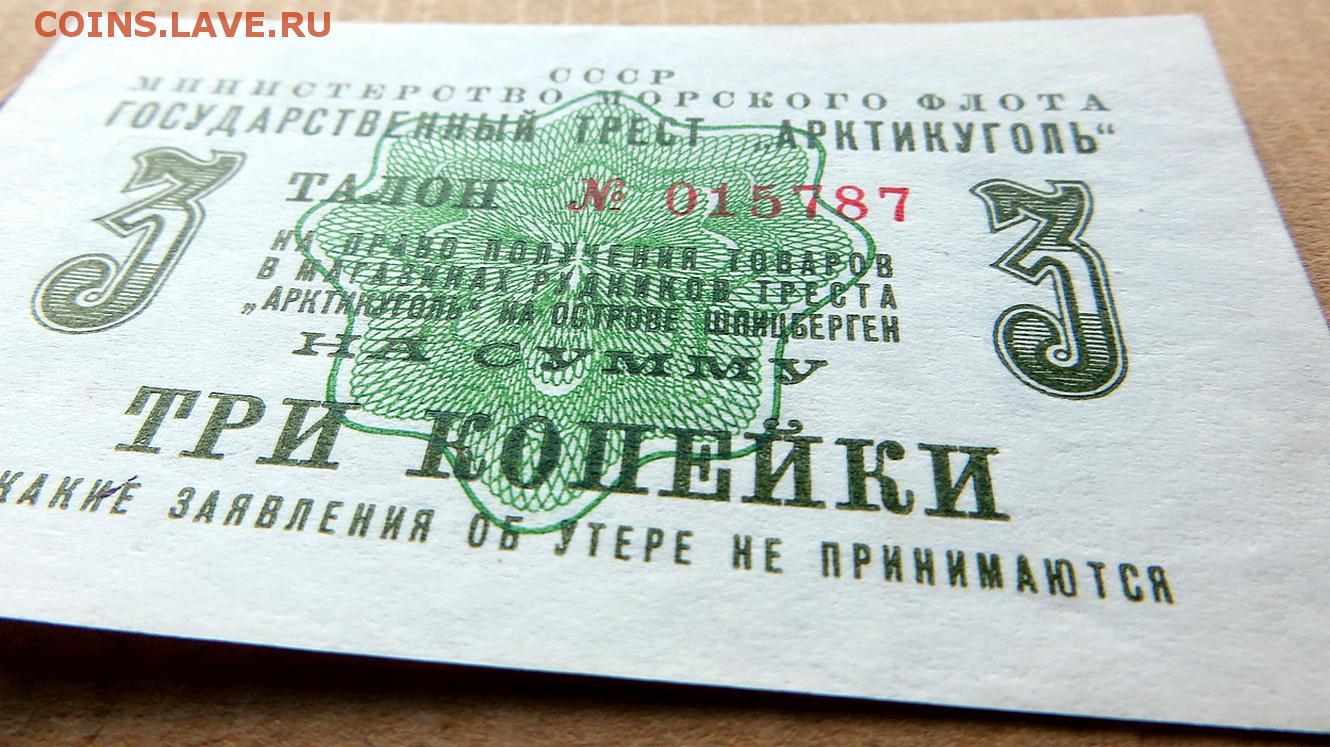 COINS.LAVE.RU
СССР
МИНИСТЕРСТВО МОРСКОГО ФЛОТА
ГОСУДАРСТВЕННЫЙ ТРЕСТ „АРКТИКУГОЛЬ“
3 ТАЛОН № 015787 3
НА ПРАВО ПОЛУЧЕНИЯ ТОВАРОВ
В МАГАЗИНАХ РУДНИКОВ ТРЕСТА
„АРКТИКУГОЛЬ“ НА ОСТРОВЕ ШПИЦБЕРГЕН
НА СУММУ
ТРИ КОПЕЙКИ
КАКИЕ ЗАЯВЛЕНИЯ ОБ УТЕРЕ НЕ ПРИНИМАЮТСЯ